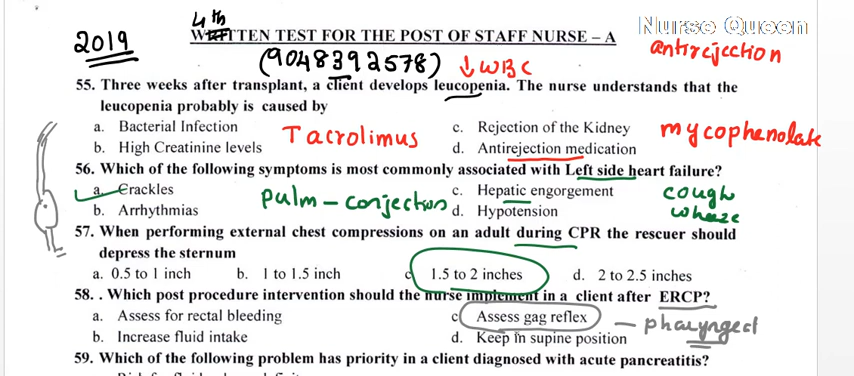 4th
Nurse Queen
2019
WRITTEN TEST FOR THE POST OF STAFF NURSE – A
antirejection
(9048392578)
↓WBC
55. Three weeks after transplant, a client develops leucopenia. The nurse understands that the
leucopenia probably is caused by
a. Bacterial Infection
c. Rejection of the Kidney
Tacrolimus
mycophenolate
b. High Creatinine levels
d. Antirejection medication
56. Which of the following symptoms is most commonly associated with Left side heart failure?
a. Crackles
c. Hepatic engorgement
pulm - conjection
cough
b. Arrhythmias
d. Hypotension
57. When performing external chest compressions on an adult during CPR the rescuer should
depress the sternum
a. 0.5 to 1 inch b. 1 to 1.5 inch c. 1.5 to 2 inches d. 2 to 2.5 inches
58. . Which post procedure intervention should the nurse implement in a client after ERCP?
a. Assess for rectal bleeding
c. Assess gag reflex
b. Increase fluid intake
d. Keep in supine position
59. Which of the following problem has priority in a client diagnosed with acute pancreatitis?